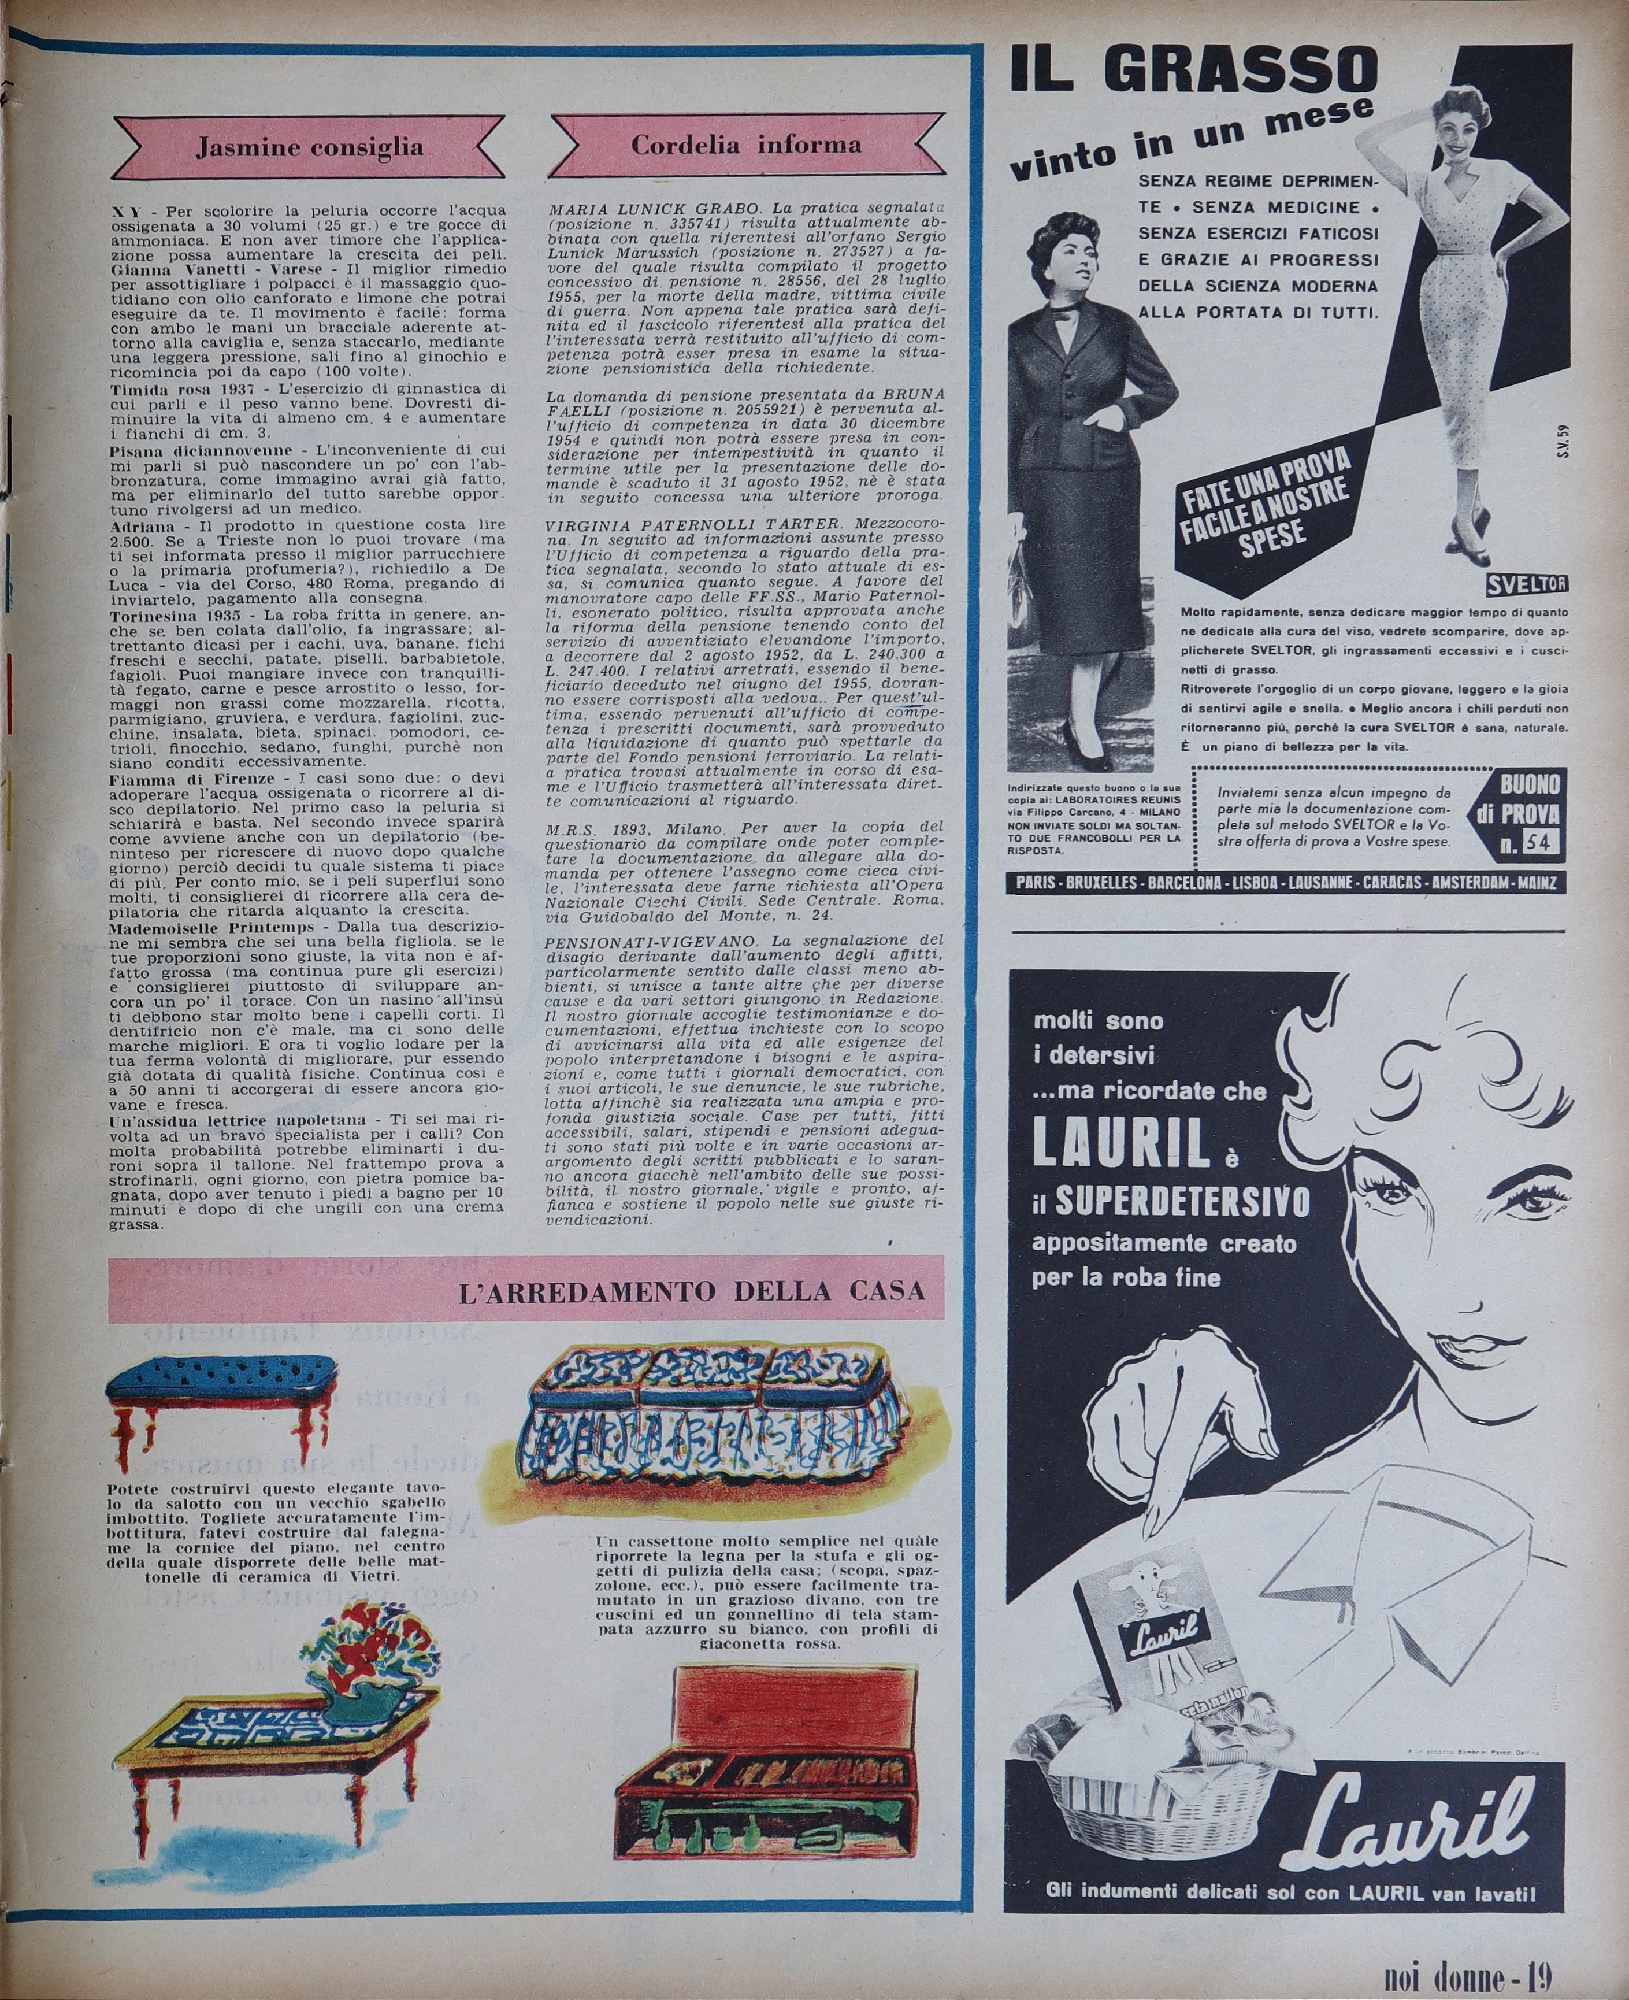 Jasmine consiglia
X Y - Per scolorire la peluria occorre l'acqua
ossigenata a 30 volumi (25 gr.) e tre gocce di
ammoniaca. E non aver timore che l'applica-
zione possa aumentare la crescita dei peli.
Gianna Vanetti - Varese - Il miglior rimedio
per assottigliare i polpacci è il massaggio quo-
tidiano con olio canforato e limone che potrai
eseguire da te. Il movimento è facile: forma
con ambo le mani un bracciale aderente at-
torno alla caviglia e, senza staccarlo, mediante
una leggera pressione, sali fino al ginochio e
ricomincia poi da capo (100 volte).
Timida rosa 1937 - L'esercizio di ginnastica di
cui parli e il peso vanno bene. Dovresti di-
minuire la vita di almeno cm. 4 e aumentare
i fianchi di cm. 3.
Pisana diciannovenne - L'inconveniente di cui
mi parli si può nascondere un po' con l'ab-
bronzatura, come immagino avrai già fatto,
ma per eliminarlo del tutto sarebbe oppor.
tuno rivolgersi ad un medico.
Adriana - Il prodotto in questione costa lire
2.500. Se a Trieste non lo puoi trovare (ma
ti sei informata presso il miglior parrucchiere
o la primaria profumeria?), richiedilo a De
Luca - via del Corso, 480 Roma, pregando di
inviartelo, pagamento alla consegna.
Torinesina 1935 - La roba fritta in genere, an-
che se ben colata dall'olio, fa ingrassare; al-
trettanto dicasi per i cachi, uva, banane, fichi
freschi e secchi, patate, piselli, barbabietole,
fagioli. Puoi mangiare invece con tranquilli-
tà fegato, carne e pesce arrostito o lesso, for-
maggi non grassi come mozzarella, ricotta,
parmigiano, gruviera, e verdura, fagiolini, zuc-
chine, insalata, bieta, spinaci, pomodori, ce-
trioli, finocchio, sedano, funghi, purchè non
siano conditi eccessivamente.
Fiamma di Firenze - I casi sono due: o devi
adoperare l'acqua ossigenata o ricorrere al di-
sco depilatorio. Nel primo caso la peluria si
schiarirà e basta. Nel secondo invece sparirà
come avviene anche con un depilatorio (be-
ninteso per ricrescere di nuovo dopo qualche
giorno) perciò decidi tu quale sistema ti piace
di più. Per conto mio, se i peli superflui sono
molti, ti consiglierei di ricorrere alla cera de-
pilatoria che ritarda alquanto la crescita.
Mademoiselle Printemps - Dalla tua descrizio-
ne mi sembra che sei una bella figliola. se le
tue proporzioni sono giuste, la vita non è af-
fatto grossa (ma continua pure gli esercizi)
e consiglierei piuttosto di sviluppare an-
cora un po' il torace. Con un nasino all'insù
ti debbono star molto bene i capelli corti. Il
dentifricio non c'è male, ma ci sono delle
marche migliori. E ora ti voglio lodare per la
tua ferma volontà di migliorare, pur essendo
già dotata di qualità fisiche. Continua così e
a 50 anni ti accorgerai di essere ancora gio-
vane e fresca.
Un'assidua lettrice napoletana - Ti sei mai ri-
volta ad un bravo specialista per i calli? Con
molta probabilità potrebbe eliminarti i du-
roni sopra il tallone. Nel frattempo prova a
strofinarli, ogni giorno, con pietra pomice ba-
gnata, dopo aver tenuto i piedi a bagno per 10
minuti e dopo di che ungili con una crema
grassa.
Cordelia informa
MARIA LUNICK GRABO. La pratica segnalata
(posizione n. 335741) risulta attualmente ab-
binata con quella riferentesi all'orfano Sergio
Lunick Marussich (posizione n. 273527) a fa-
vore del quale risulta compilato il progetto
concessivo di pensione n. 28556, del 28 luglio
1955, per la morte della madre, vittima civile
di guerra. Non appena tale pratica sarà defi-
nita ed il fascicolo riferentesi alla pratica del
l'interessata verrà restituito all'ufficio di com-
petenza potrà esser presa in esame la situa-
zione pensionistica della richiedente.
La domanda di pensione presentata da BRUNA
FAELLI (posizione n. 2055921) è pervenuta al-
l'ufficio di competenza in data 30 dicembre
1954 e quindi non potrà essere presa in con-
siderazione per intempestività in quanto il
termine utile per la presentazione delle do-
mande è scaduto il 31 agosto 1952, nè è stata
in seguito concessa una ulteriore proroga.
VIRGINIA PATERNOLLI TARTER. Mezzocoro-
na. In seguito ad informazioni assunte presso
l'Ufficio di competenza a riguardo della pra-
tica segnalata, secondo lo stato attuale di es-
sa, si comunica quanto segue. A favore del
manovratore capo delle FF.SS., Mario Paternol-
li, esonerato politico, risulta approvata anche
la riforma della pensione tenendo conto del
servizio di avventiziato elevandone l'importo,
a decorrere dal 2 agosto 1952, da L. 240.300 a
L. 247.400. I relativi arretrati, essendo il bene-
ficiario deceduto nel giugno del 1955, dovran-
no essere corrisposti alla vedova.. Per quest'ul-
tima, essendo pervenuti all'ufficio di compe-
tenza i prescritti documenti, sarà provveduto
alla liquidazione di quanto può spettarle da
parte del Fondo pensioni ferroviario. La relati-
a pratica trovasi attualmente in corso di esa-
me e l'Ufficio trasmetterà all'interessata diret-
te comunicazioni al riguardo.
M.R.S. 1893, Milano. Per aver la copia del
questionario da compilare onde poter comple-
tare la documentazione da allegare alla do-
manda per ottenere l'assegno come cieca civi-
le, l'interessata deve farne richiesta all'Opera
Nazionale Ciechi Civili. Sede Centrale. Roma,
via Guidobaldo del Monte, n. 24.
PENSIONATI-VIGEVANO. La segnalazione del
disagio derivante dall'aumento degli affitti,
particolarmente sentito dalle classi meno ab-
bienti, si unisce a tante altre che per diverse
cause e da vari settori giungono in Redazione.
Il nostro giornale accoglie testimonianze e do-
cumentazioni, effettua inchieste con lo scopo
di avvicinarsi alla vita ed alle esigenze del
popolo interpretandone i bisogni e le aspira-
zioni e, come tutti i giornali democratici, con
i suoi articoli, le sue denuncie, le sue rubriche,
lotta affinchè sia realizzata una ampia e pro-
fonda giustizia sociale. Case per tutti, fitti
accessibili, salari, stipendi e pensioni adegua-
ti sono stati più volte e in varie occasioni ar-
argomento degli scritti pubblicati e lo saran-
no ancora giacchè nell'ambito delle sue possi-
bilità, il nostro giornale, vigile e pronto, af-
fianca e sostiene il popolo nelle sue giuste ri-
vendicazioni.
L'ARREDAMENTO DELLA CASA
Potete costruirvi questo elegante tavo-
lo da salotto con un vecchio sgabello
imbottito. Togliete accuratamente l'im-
bottitura, fatevi costruire dal falegna-
me la cornice del piano, nel centro
della quale disporrete delle belle mat-
tonelle di ceramica di Vietri.
Un cassettone molto semplice nel quale
riporrete la legna per la stufa e gli og-
getti di pulizia della casa; (scopa, spaz-
zolone, ecc.), può essere facilmente tra-
mutato in un grazioso divano, con tre
cuscini ed un gonnellino di tela stam-
pata azzurro su bianco, con profili di
giaconetta rossa.
IL GRASSO
vinto in un mese
SENZA REGIME DEPRIMEN-
TE • SENZA MEDICINE •
SENZA ESERCIZI FATICOSI
E GRAZIE AI PROGRESSI
DELLA SCIENZA MODERNA
ALLA PORTATA DI TUTTI.
S.V. 59
FATE UNA PROVA
FACILE A NOSTRE
SPESE
SVELTOR
Molto rapidamente, senza dedicare maggior tempo di quanto
ne dedicate alla cura del viso, vedrete scomparire, dove ap-
plicherete SVELTOR, gli ingrassamenti eccessivi e i cusci-
netti di grasso.
Ritroverete l'orgoglio di un corpo giovane, leggero e la gioia
di sentirvi agile e snella. • Meglio ancora i chili perduti non
ritorneranno più, perchè la cura SVELTOR è sana, naturale.
È un piano di bellezza per la vita.
Indirizzate questo buono o la sua
copia ai: LABORATOIRES REUNIS
via Filippo Carcano, 4 - MILANO
NON INVIATE SOLDI MA SOLTAN-
TO DUE FRANCOBOLLI PER LA
RISPOSTA.
Inviatemi senza alcun impegno da
parte mia la documentazione com-
pleta sul metodo SVELTOR e la Vo-
stra offerta di prova a Vostre spese.
BUONO
di PROVA
n. 54
PARIS - BRUXELLES - BARCELONA - LISBOA - LAUSANNE - CARACAS - AMSTERDAM - MAINZ
molti sono
i detersivi
...ma ricordate che
LAURIL è
il SUPERDETERSIVO
appositamente creato
per la roba fine
Lauril
seta nailon
È un prodotto Bombrini Parodi Delfino
Lauril
Gli indumenti delicati sol con LAURIL van lavati!
noi donne - 19